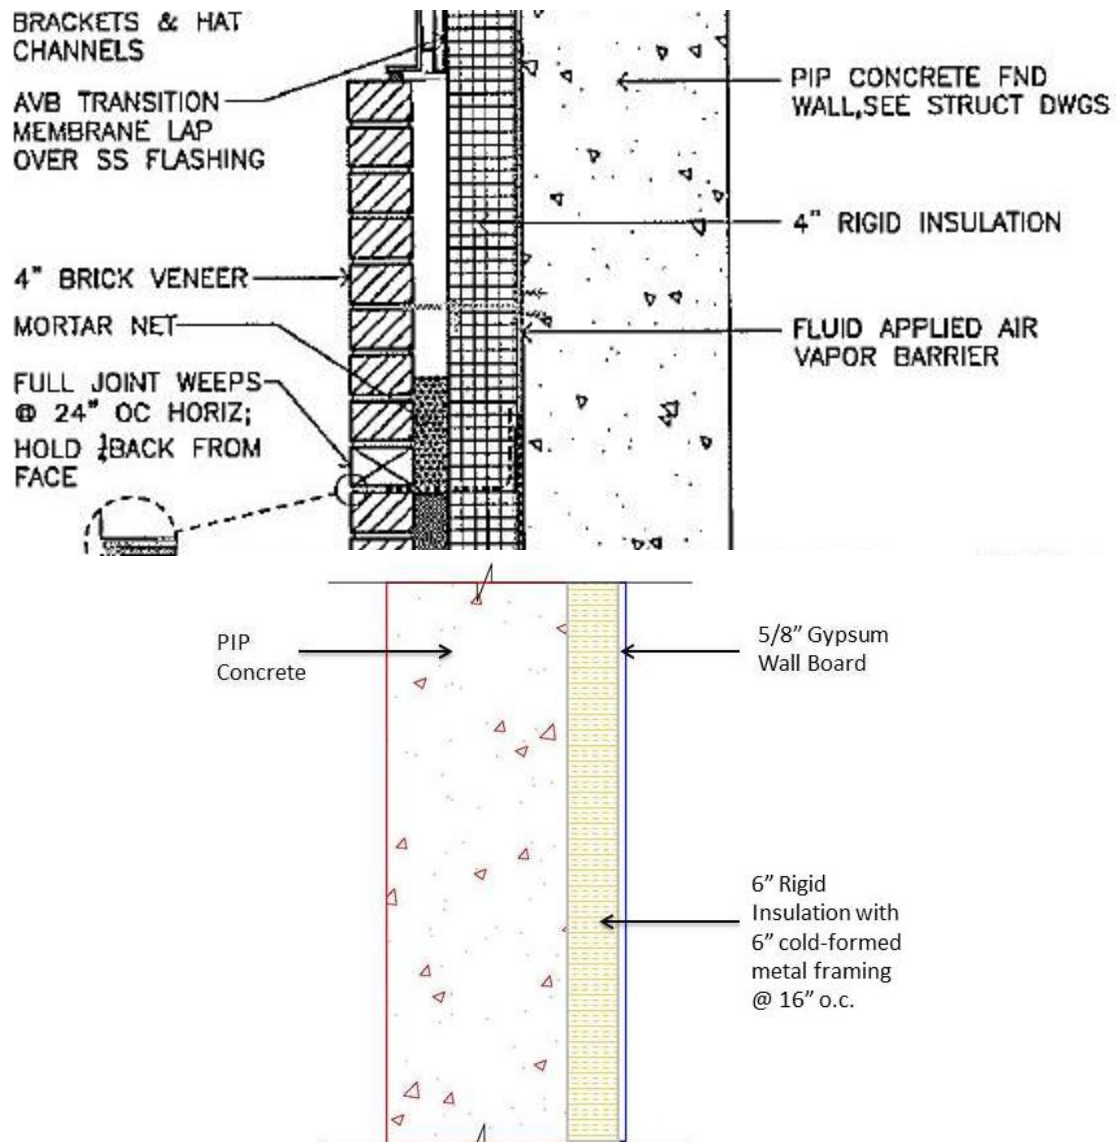 BRACKETS & HAT
CHANNELS
AVB TRANSITION
MEMBRANE LAP
OVER SS FLASHING
4" BRICK VENEER
MORTAR NET
FULL JOINT WEEPS
@ 24" OC HORIZ;
HOLD ¼BACK FROM
FACE
PIP CONCRETE FND
WALL,SEE STRUCT DWGS
4" RIGID INSULATION
FLUID APPLIED AIR
VAPOR BARRIER
PIP
Concrete
5/8" Gypsum
Wall Board
6" Rigid
Insulation with
6" cold-formed
metal framing
@ 16" o.c.